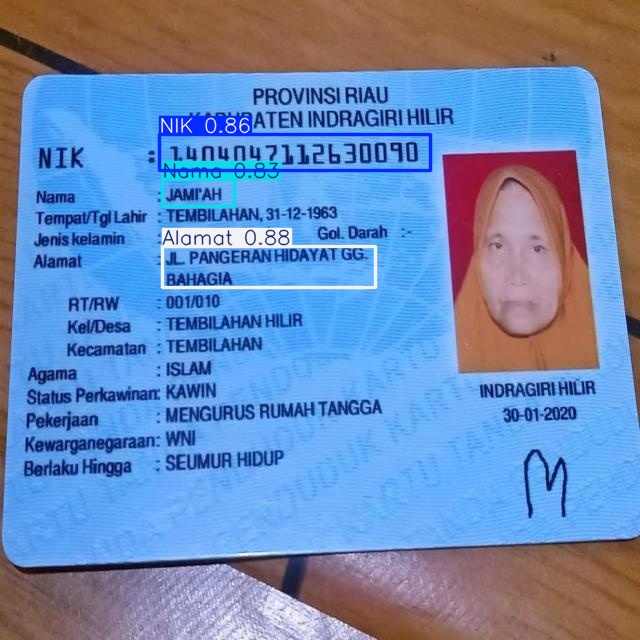 PROVINSI RIAU
KABUPATEN INDRAGIRI HILIR
NIK 0.86
NIK : 1404047112630090
Nama 0.83
Nama : JAMI'AH
Tempat/Tgl Lahir : TEMBILAHAN, 31-12-1963
Jenis kelamin : Gol. Darah :-
Alamat 0.88
Alamat : JL. PANGERAN HIDAYAT GG.
BAHAGIA
RT/RW : 001/010
Kel/Desa : TEMBILAHAN HILIR
Kecamatan : TEMBILAHAN
Agama : ISLAM
Status Perkawinan: KAWIN
Pekerjaan : MENGURUS RUMAH TANGGA
Kewarganegaraan: WNI
Berlaku Hingga : SEUMUR HIDUP
INDRAGIRI HILIR
30-01-2020